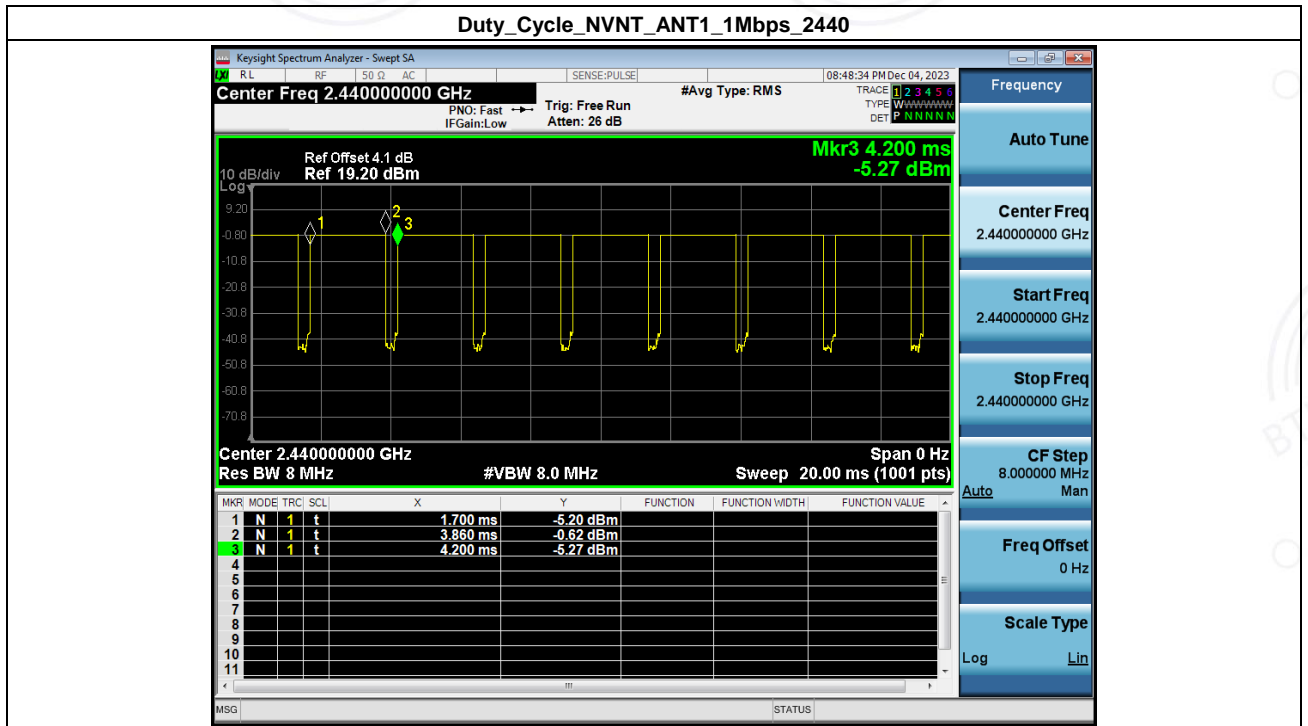 Duty_Cycle_NVNT_ANT1_1Mbps_2440
Keysight Spectrum Analyzer - Swept SA
LXI RL RF 50 Ω AC SENSE:PULSE 08:48:34 PM Dec 04, 2023
Center Freq 2.440000000 GHz #Avg Type: RMS TRACE 1 2 3 4 5 6
PNO: Fast Trig: Free Run TYPE WWWWWW
IFGain:Low Atten: 26 dB DET P N N N N N
Mkr3 4.200 ms
-5.27 dBm
Ref Offset 4.1 dB
10 dB/div Ref 19.20 dBm
Log
9.20
-0.80
-10.8
-20.8
-30.8
-40.8
-50.8
-60.8
-70.8
1
2
3
Center 2.440000000 GHz Span 0 Hz
Res BW 8 MHz #VBW 8.0 MHz Sweep 20.00 ms (1001 pts)
MKR MODE TRC SCL X Y FUNCTION FUNCTION WIDTH FUNCTION VALUE
1 N 1 t 1.700 ms -5.20 dBm
2 N 1 t 3.860 ms -0.62 dBm
3 N 1 t 4.200 ms -5.27 dBm
4
5
6
7
8
9
10
11
MSG STATUS
Frequency
Auto Tune
Center Freq
2.440000000 GHz
Start Freq
2.440000000 GHz
Stop Freq
2.440000000 GHz
CF Step
8.000000 MHz
Auto Man
Freq Offset
0 Hz
Scale Type
Log Lin